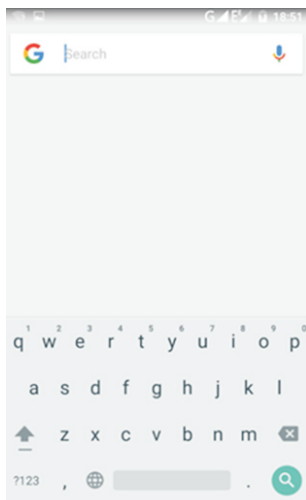 G E 18:51
G Search
1 2 3 4 5 6 7 8 9 0
q w e r t y u i o p
a s d f g h j k l
z x c v b n m
?123 , .